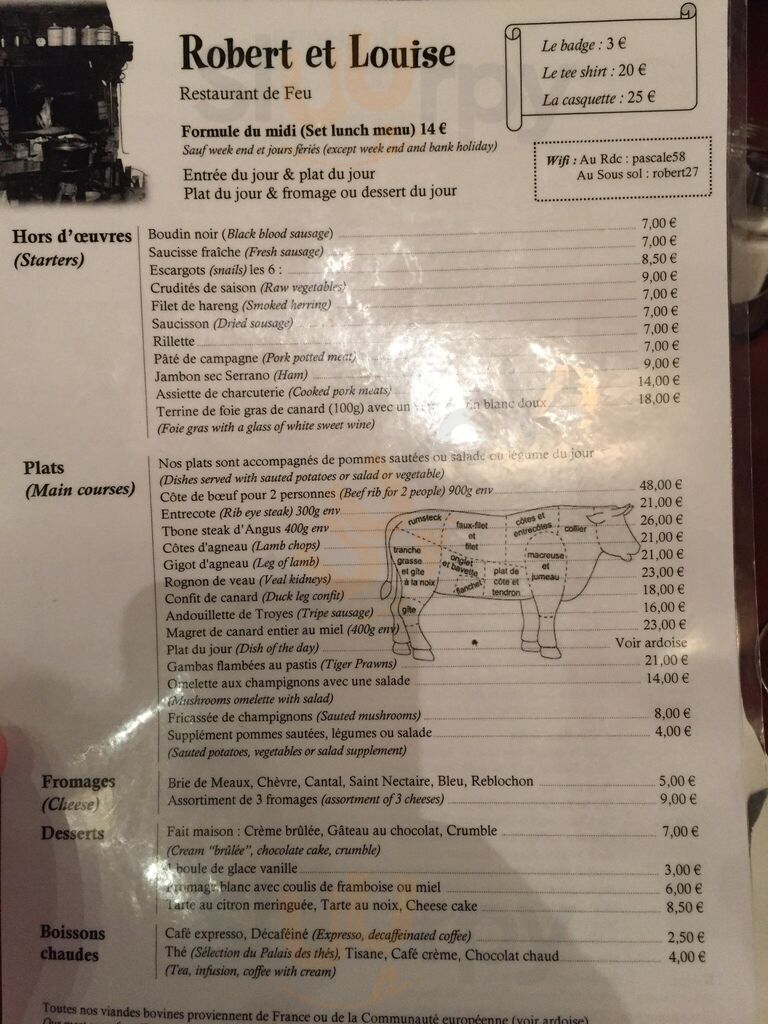 Robert et Louise
Restaurant de Feu
Le badge : 3 €
Le tee shirt : 20 €
La casquette : 25 €
Formule du midi (Set lunch menu) 14 €
Sauf week end et jours fériés (except week end and bank holiday)
Entrée du jour & plat du jour
Plat du jour & fromage ou dessert du jour
Wifi : Au Rdc : pascale58
Au Sous sol : robert27
Hors d'œuvres
(Starters)
Boudin noir (Black blood sausage) 7,00 €
Saucisse fraîche (Fresh sausage) 7,00 €
Escargots (snails) les 6 : 8,50 €
Crudités de saison (Raw vegetables) 9,00 €
Filet de hareng (Smoked herring) 7,00 €
Saucisson (Dried sausage) 7,00 €
Rillette 7,00 €
Pâté de campagne (Pork potted meat) 7,00 €
Jambon sec Serrano (Ham) 9,00 €
Assiette de charcuterie (Cooked pork meats) 14,00 €
Terrine de foie gras de canard (100g) avec un blanc doux 18,00 €
(Foie gras with a glass of white sweet wine)
Plats
(Main courses)
Nos plats sont accompagnés de pommes sautées ou salade ou légume du jour
(Dishes served with sauted potatoes or salad or vegetable)
Côte de bœuf pour 2 personnes (Beef rib for 2 people) 900g env 48,00 €
Entrecote (Rib eye steak) 300g env 21,00 €
Tbone steak d'Angus 400g env 26,00 €
Côtes d'agneau (Lamb chops) 21,00 €
Gigot d'agneau (Leg of lamb) 21,00 €
Rognon de veau (Veal kidneys) 23,00 €
Confit de canard (Duck leg confit) 18,00 €
Andouillette de Troyes (Tripe sausage) 16,00 €
Magret de canard entier au miel (400g env) 23,00 €
Plat du jour (Dish of the day) Voir ardoise
Gambas flambées au pastis (Tiger Prawns) 21,00 €
Omelette aux champignons avec une salade 14,00 €
(Mushrooms omelette with salad)
Fricassée de champignons (Sauted mushrooms) 8,00 €
Supplément pommes sautées, légumes ou salade 4,00 €
(Sauted potatoes, vegetables or salad supplement)
rumsteck
faux-filet
et
filet
côtes et
entrecôtes
collier
tranche
grasse
et gîte
à la noix
onglet
et bavette
flanchet
plat de
côte et
tendron
macreuse
et
jumeau
gîte
Fromages
(Cheese)
Brie de Meaux, Chèvre, Cantal, Saint Nectaire, Bleu, Reblochon 5,00 €
Assortiment de 3 fromages (assortment of 3 cheeses) 9,00 €
Desserts
Fait maison : Crème brûlée, Gâteau au chocolat, Crumble 7,00 €
(Cream "brûlée", chocolate cake, crumble)
boule de glace vanille 3,00 €
Fromage blanc avec coulis de framboise ou miel 6,00 €
Tarte au citron meringuée, Tarte au noix, Cheese cake 8,50 €
Boissons
chaudes
Café expresso, Décaféiné (Expresso, decaffeinated coffee) 2,50 €
Thé (Sélection du Palais des thés), Tisane, Café crème, Chocolat chaud 4,00 €
(Tea, infusion, coffee with cream)
Toutes nos viandes bovines proviennent de France ou de la Communauté européenne (voir ardoise)